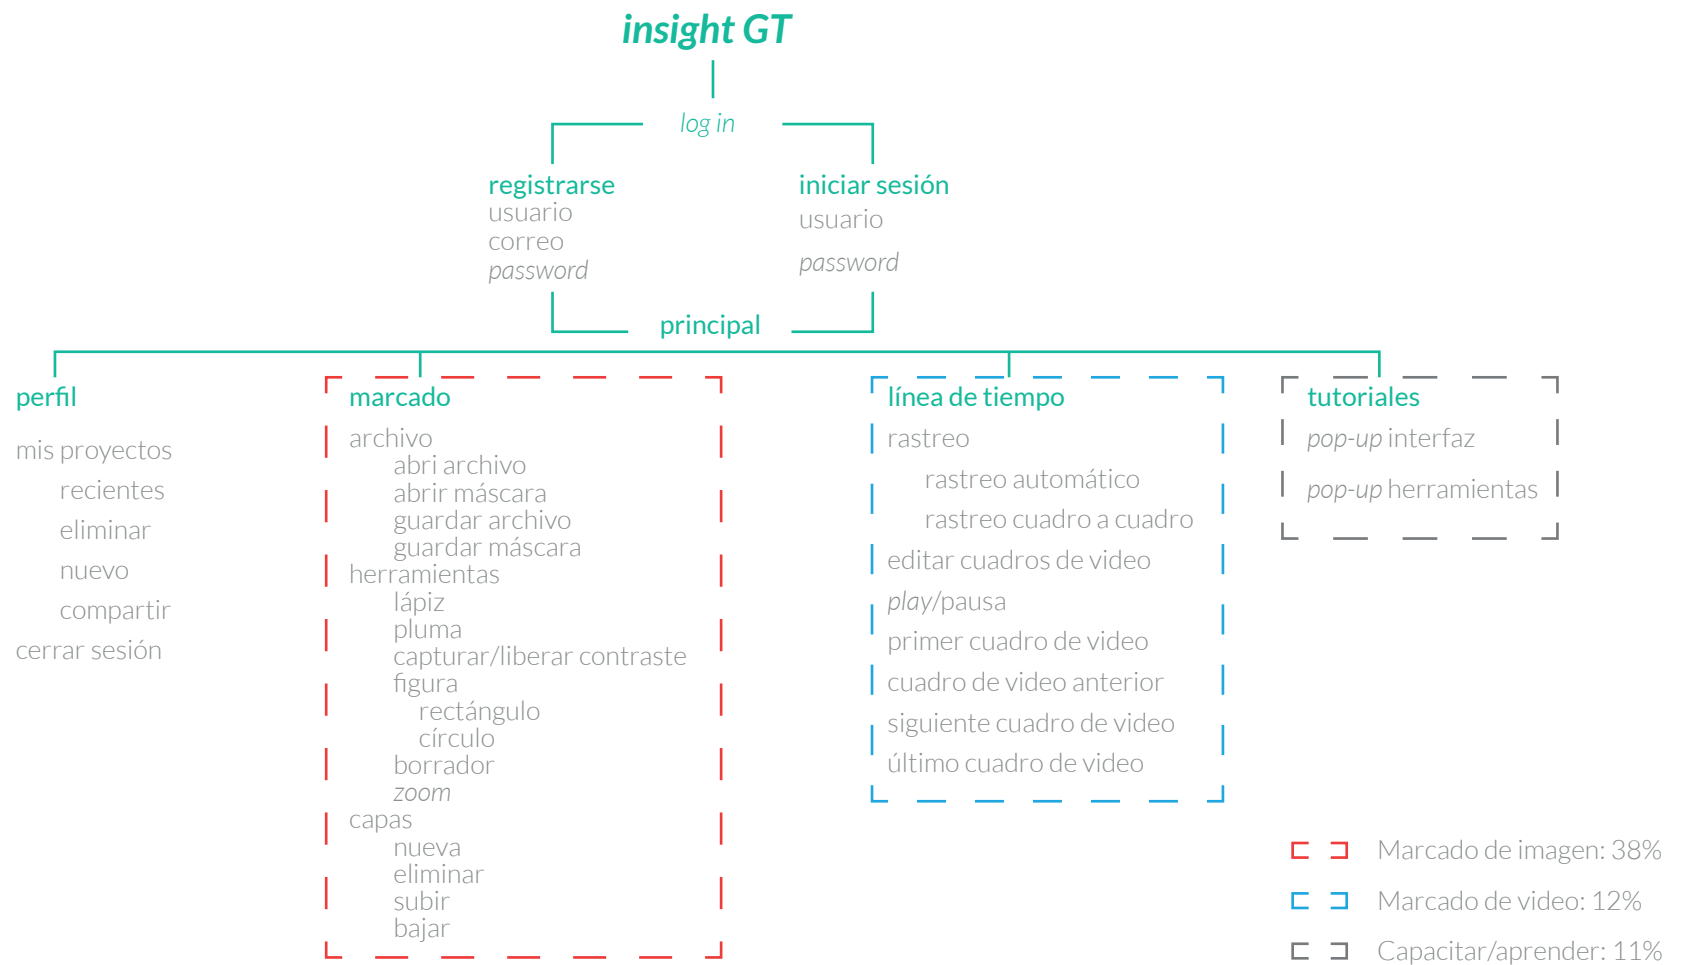 insight GT
log in
registrarse
usuario
correo
password
iniciar sesión
usuario
password
principal
perfil
mis proyectos
recientes
eliminar
nuevo
compartir
cerrar sesión
marcado
archivo
abri archivo
abrir máscara
guardar archivo
guardar máscara
herramientas
lápiz
pluma
capturar/liberar contraste
figura
rectángulo
círculo
borrador
zoom
capas
nueva
eliminar
subir
bajar
línea de tiempo
rastreo
rastreo automático
rastreo cuadro a cuadro
editar cuadros de video
play/pausa
primer cuadro de video
cuadro de video anterior
siguiente cuadro de video
último cuadro de video
tutoriales
pop-up interfaz
pop-up herramientas
Marcado de imagen: 38%
Marcado de video: 12%
Capacitar/aprender: 11%